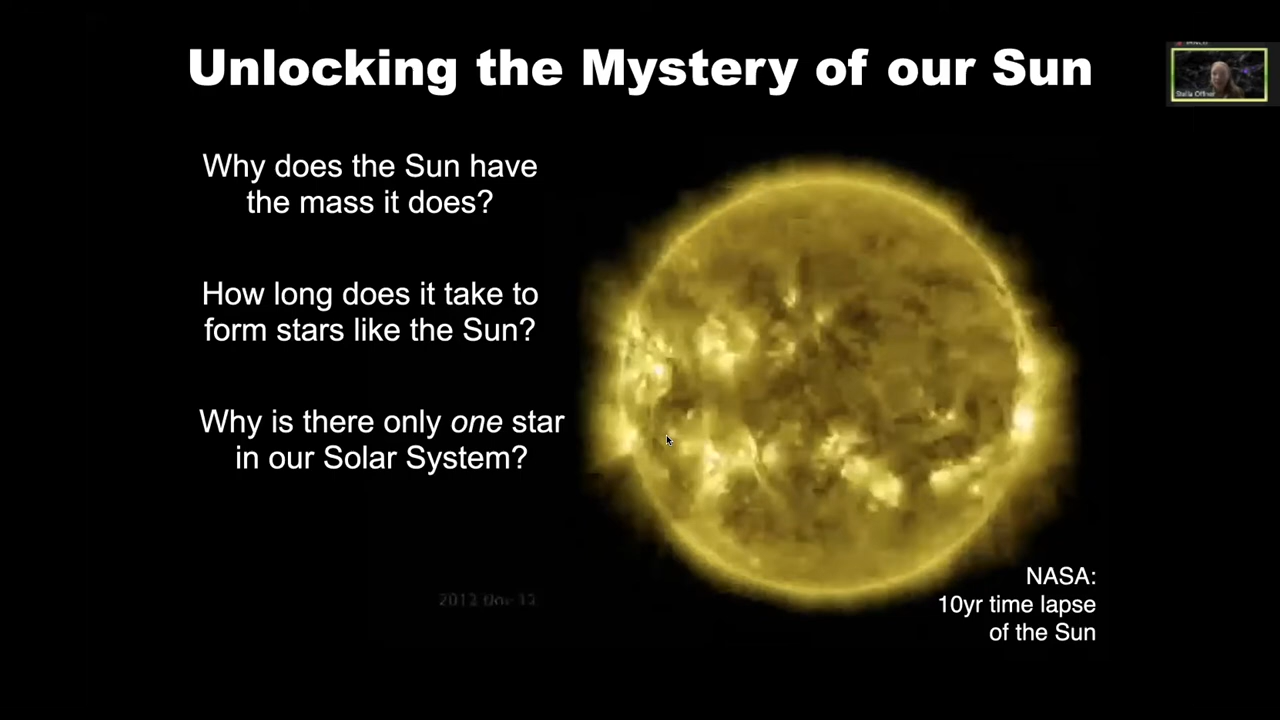 Unlocking the Mystery of our Sun
Why does the Sun have
the mass it does?
How long does it take to
form stars like the Sun?
Why is there only one star
in our Solar System?
NASA:
10yr time lapse
of the Sun
Stella Offner